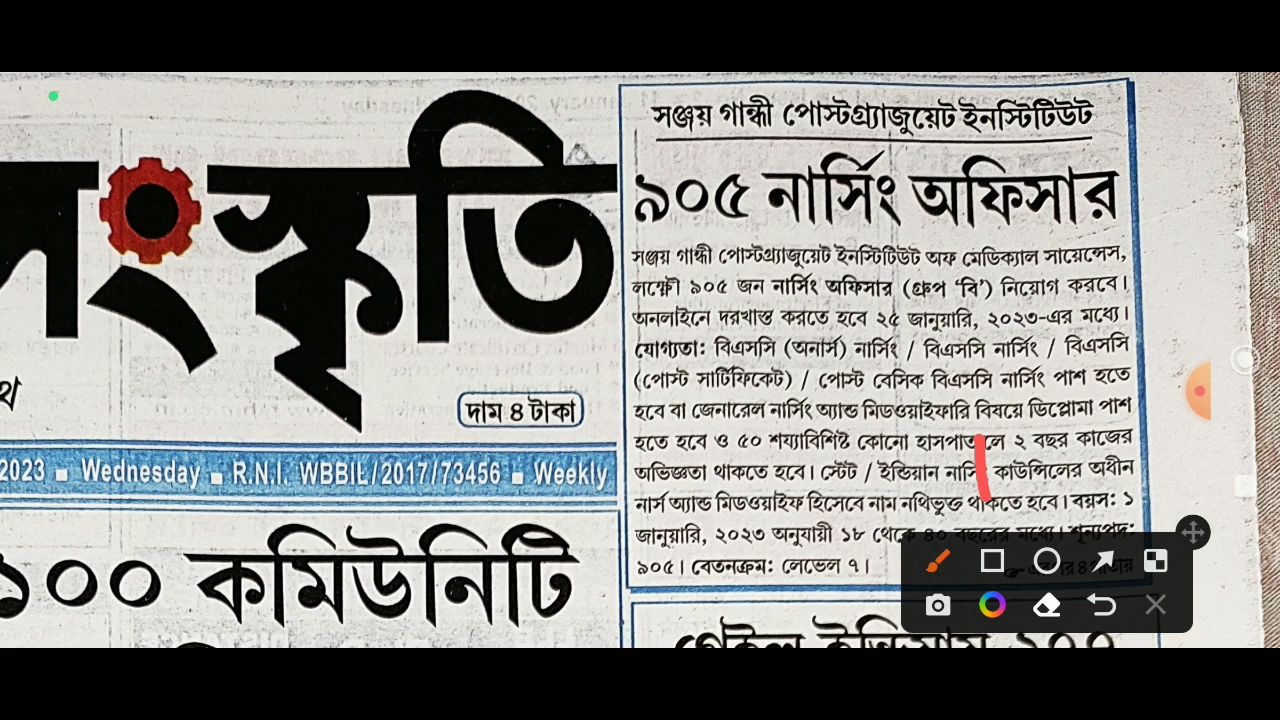 সংস্কৃতি
দাম ৪ টাকা
2023 ■ Wednesday ■ R.N.I. WBBIL/2017/73456 ■ Weekly
১০০ কমিউনিটি
সঞ্জয় গান্ধী পোস্টগ্র্যাজুয়েট ইনস্টিটিউট
৯০৫ নার্সিং অফিসার
সঞ্জয় গান্ধী পোস্টগ্র্যাজুয়েট ইনস্টিটিউট অফ মেডিক্যাল সায়েন্সেস,
লক্ষ্ণৌ ৯০৫ জন নার্সিং অফিসার (গ্রুপ ‘বি’) নিয়োগ করবে।
অনলাইনে দরখাস্ত করতে হবে ২৫ জানুয়ারি, ২০২৩-এর মধ্যে।
যোগ্যতা: বিএসসি (অনার্স) নার্সিং / বিএসসি নার্সিং / বিএসসি
(পোস্ট সার্টিফিকেট) / পোস্ট বেসিক বিএসসি নার্সিং পাশ হতে
হবে বা জেনারেল নার্সিং অ্যান্ড মিডওয়াইফারি বিষয়ে ডিপ্লোমা পাশ
হতে হবে ও ৫০ শয্যাবিশিষ্ট কোনো হাসপাতালে ২ বছর কাজের
অভিজ্ঞতা থাকতে হবে। স্টেট / ইন্ডিয়ান নার্সিং কাউন্সিলের অধীন
নার্স অ্যান্ড মিডওয়াইফ হিসেবে নাম নথিভুক্ত থাকতে হবে। বয়স: ১
জানুয়ারি, ২০২৩ অনুযায়ী ১৮ থেকে ৪০ বছরের মধ্যে। শূন্যপদ:
৯০৫। বেতনক্রম: লেভেল ৭।